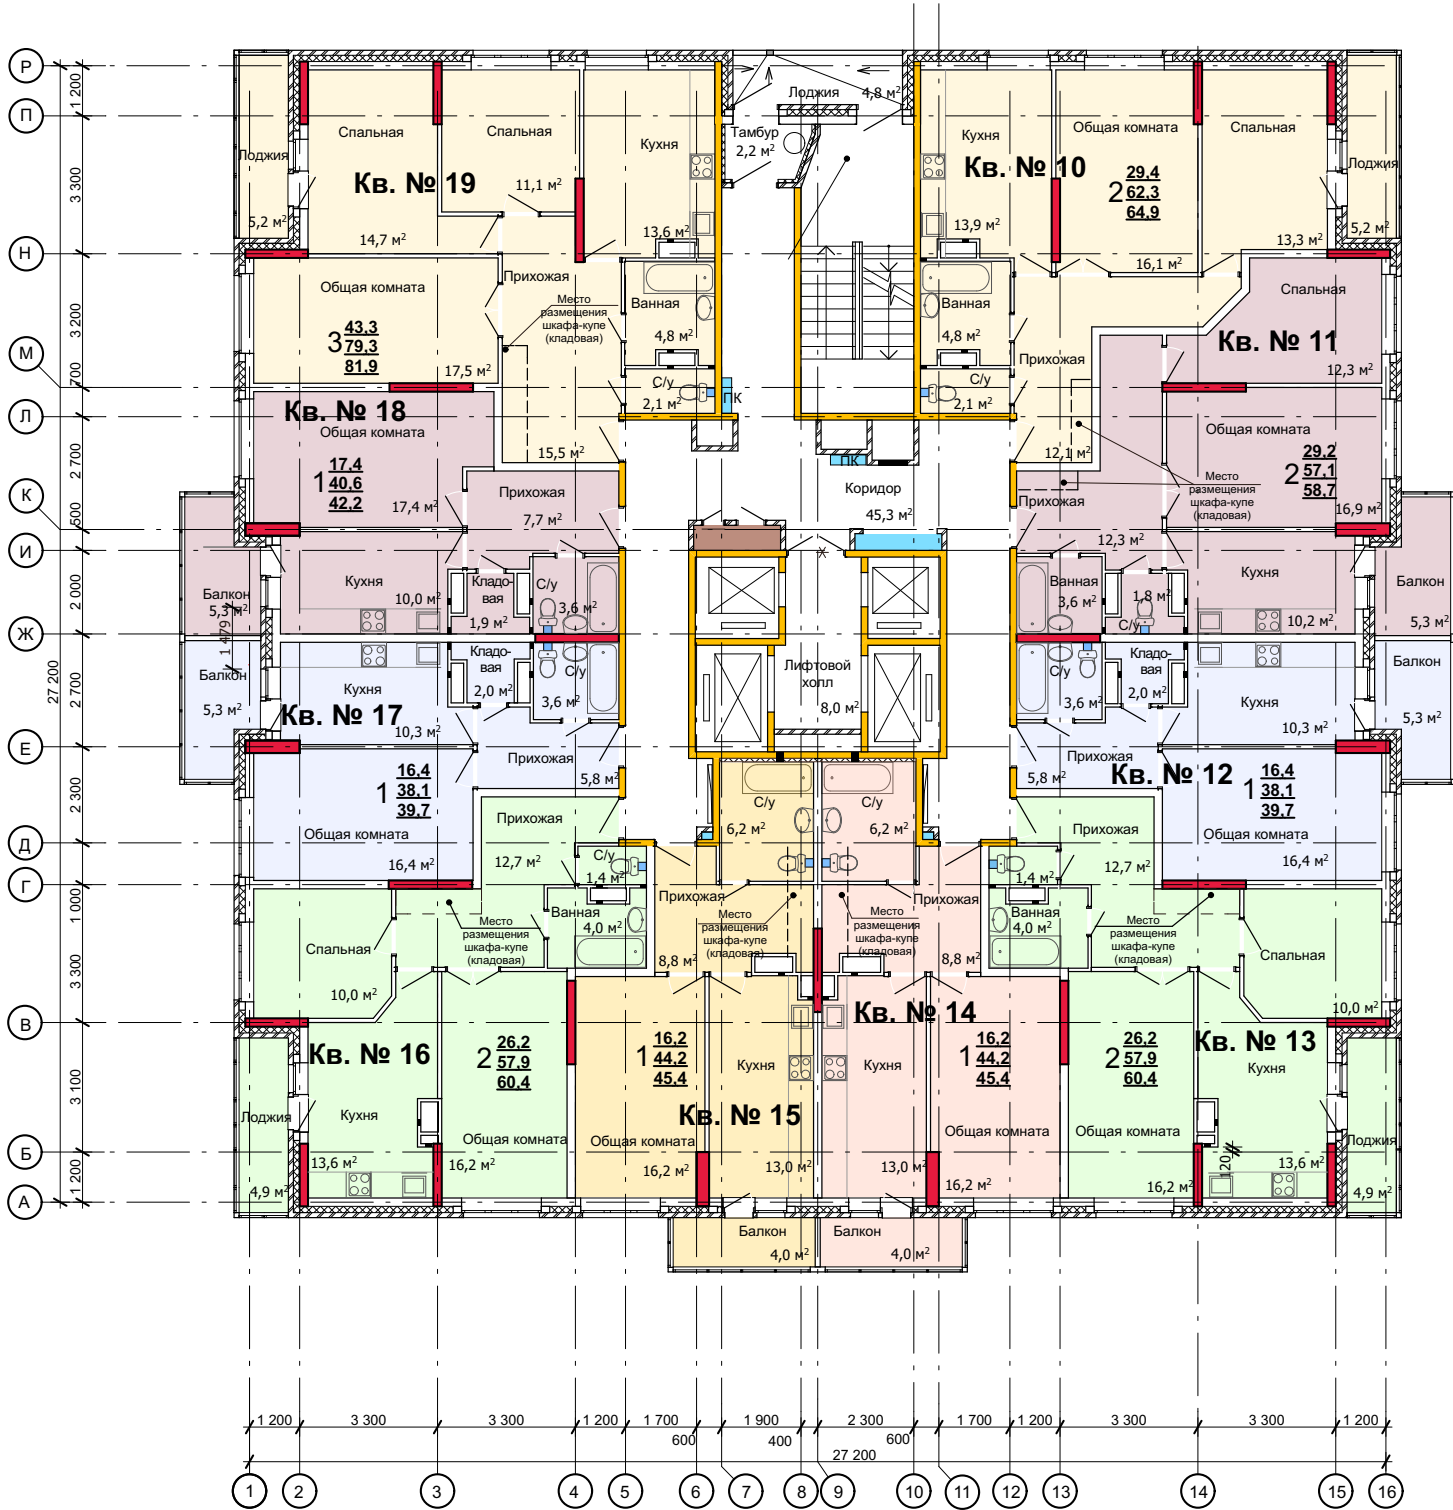 Р
П
Н
М
Л
К
И
Ж
Е
Д
Г
В
Б
А
1 200
3 300
3 200
700
2 700
600
2 000
2 700
2 300
1 000
3 300
3 100
1 200
27 200
1 479
Лоджия
5,2 м²
Спальная
14,7 м²
Кв. № 19
Спальная
11,1 м²
Кухня
13,6 м²
Общая комната
3
43,3
79,3
81,9
17,5 м²
Прихожая
Место
размещения
шкафа-купе
(кладовая)
15,5 м²
Ванная
4,8 м²
С/у
2,1 м²
ПК
Лоджия
4,8 м²
Тамбур
2,2 м²
Кухня
13,9 м²
Кв. № 10
Общая комната
2
29,4
62,3
64,9
16,1 м²
Спальная
13,3 м²
Лоджия
5,2 м²
Ванная
4,8 м²
С/у
2,1 м²
Прихожая
12,1 м²
Спальная
Кв. № 11
12,3 м²
Общая комната
2
29,2
57,1
58,7
16,9 м²
Место
размещения
шкафа-купе
(кладовая)
Прихожая
12,3 м²
Ванная
3,6 м²
1,8 м²
С/у
Кухня
10,2 м²
Балкон
5,3 м²
Кв. № 18
Общая комната
1
17,4
40,6
42,2
17,4 м²
Прихожая
7,7 м²
Кухня
10,0 м²
Кладо-
вая
1,9 м²
С/у
3,6 м²
Балкон
5,3 м²
ПК
Коридор
45,3 м²
Лифтовой
холл
8,0 м²
Балкон
5,3 м²
Кухня
10,3 м²
Кв. № 17
Кладо-
вая
2,0 м²
С/у
3,6 м²
Прихожая
5,8 м²
1
16,4
38,1
39,7
Общая комната
16,4 м²
С/у
3,6 м²
Кладо-
вая
2,0 м²
Кухня
10,3 м²
Балкон
5,3 м²
Прихожая
5,8 м²
Кв. № 12
1
16,4
38,1
39,7
Общая комната
16,4 м²
Прихожая
12,7 м²
С/у
1,4 м²
Ванная
4,0 м²
Место
размещения
шкафа-купе
(кладовая)
Спальная
10,0 м²
Кв. № 16
2
26,2
57,9
60,4
Кухня
13,6 м²
Общая комната
16,2 м²
Лоджия
4,9 м²
С/у
6,2 м²
Прихожая
8,8 м²
Место
размещения
шкафа-купе
(кладовая)
1
16,2
44,2
45,4
Общая комната
16,2 м²
Кухня
Кв. № 15
13,0 м²
Балкон
4,0 м²
С/у
6,2 м²
Прихожая
8,8 м²
Место
размещения
шкафа-купе
(кладовая)
Кв. № 14
Кухня
13,0 м²
1
16,2
44,2
45,4
Общая комната
16,2 м²
Балкон
4,0 м²
Прихожая
12,7 м²
1,4 м²
Ванная
4,0 м²
Место
размещения
шкафа-купе
(кладовая)
Спальная
10,0 м²
2
26,2
57,9
60,4
Кв. № 13
Кухня
13,6 м²
120
Общая комната
16,2 м²
Лоджия
4,9 м²
1 200
3 300
3 300
1 200
1 700
600
1 900
400
2 300
600
1 700
1 200
3 300
3 300
1 200
27 200
1
2
3
4
5
6
7
8
9
10
11
12
13
14
15
16